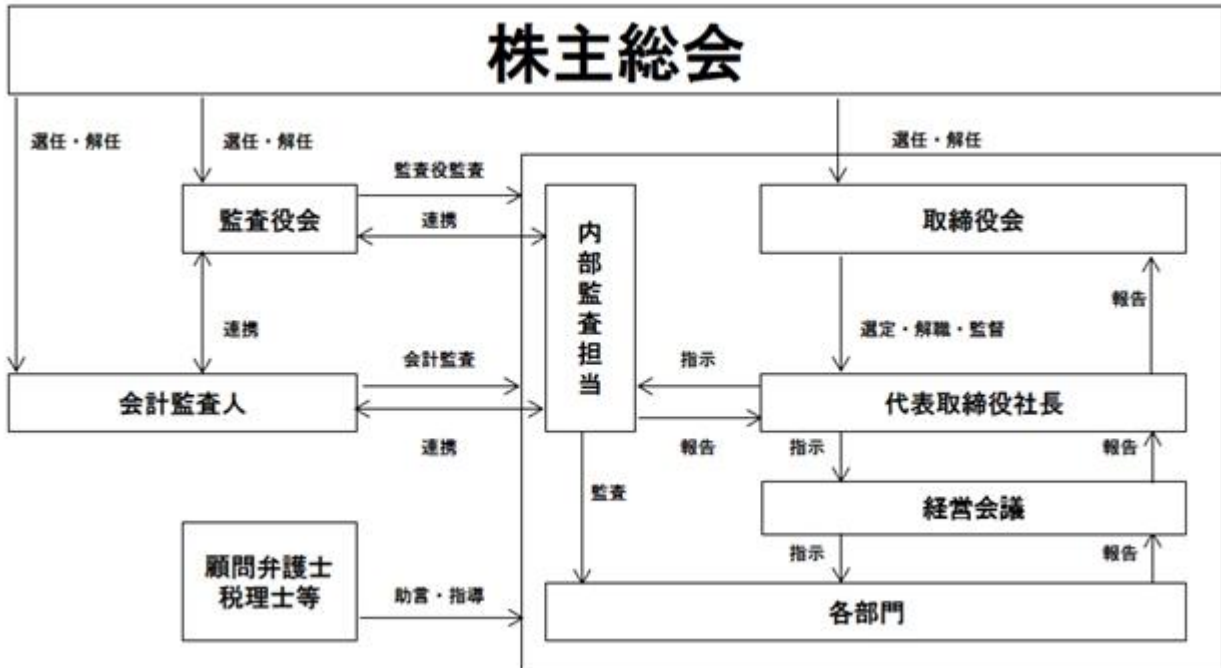 株主総会
選任・解任
選任・解任
選任・解任
監査役監査
監査役会
連携
内部監査担当
取締役会
報告
連携
選定・解職・監督
会計監査
指示
会計監査人
代表取締役社長
連携
報告
指示
報告
監査
経営会議
顧問弁護士
税理士等
指示
報告
助言・指導
各部門